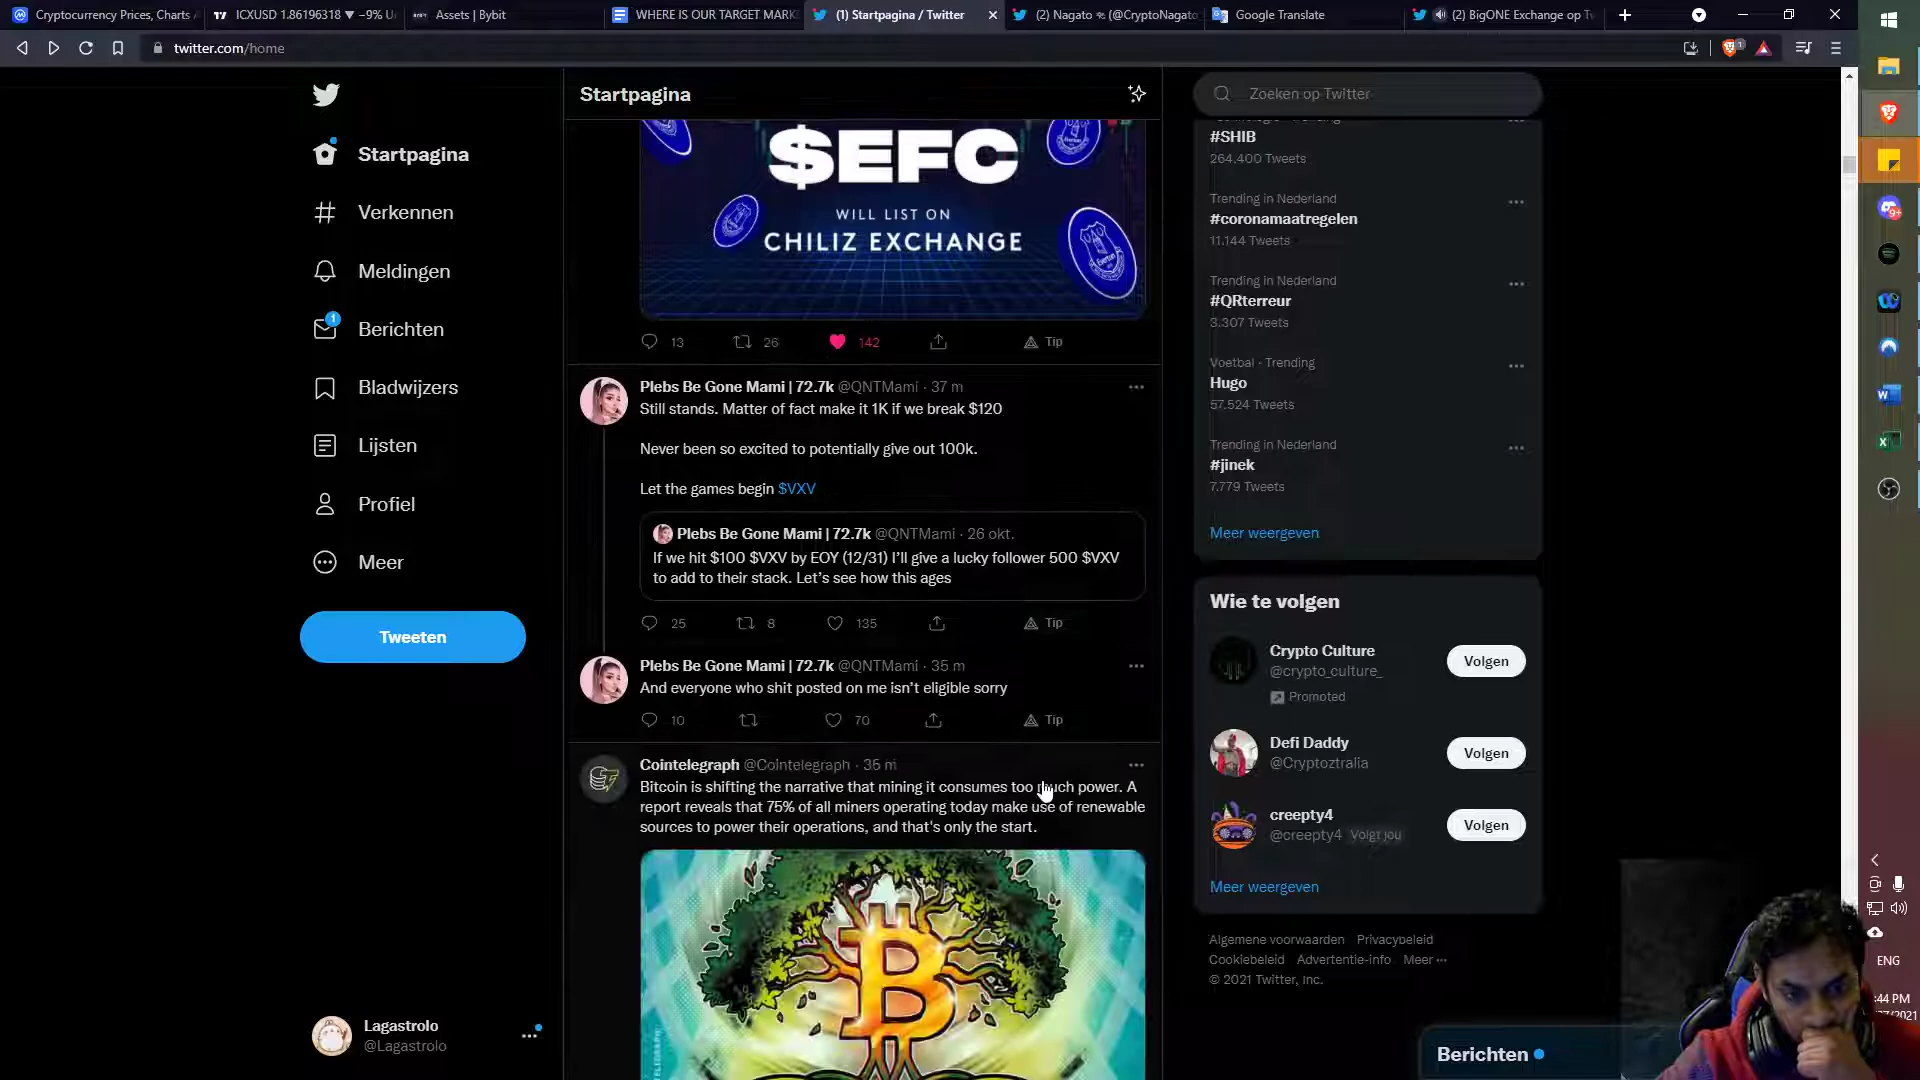 Cryptocurrency Prices, Charts
ICXUSD 1.86196318 ▼ −9%
Assets | Bybit
WHERE IS OUR TARGET MARK
(1) Startpagina / Twitter
(2) Nagato
(@CryptoNagato
Google Translate
(2) BigONE Exchange op Tw
twitter.com/home
Startpagina
Zoeken op Twitter
Startpagina
Verkennen
Meldingen
1
Berichten
Bladwijzers
Lijsten
Profiel
Meer
Tweeten
Lagastrolo
@Lagastrolo
$EFC
WILL LIST ON
CHILIZ EXCHANGE
13 26 142 Tip
Plebs Be Gone Mami | 72.7k @QNTMami · 37 m
Still stands. Matter of fact make it 1K if we break $120
Never been so excited to potentially give out 100k.
Let the games begin $VXV
Plebs Be Gone Mami | 72.7k @QNTMami · 26 okt.
If we hit $100 $VXV by EOY (12/31) I'll give a lucky follower 500 $VXV
to add to their stack. Let's see how this ages
25 8 135 Tip
Plebs Be Gone Mami | 72.7k @QNTMami · 35 m
And everyone who shit posted on me isn't eligible sorry
10 70 Tip
Cointelegraph @Cointelegraph · 35 m
Bitcoin is shifting the narrative that mining it consumes too much power. A
report reveals that 75% of all miners operating today make use of renewable
sources to power their operations, and that's only the start.
#SHIB
264.400 Tweets
Trending in Nederland
#coronamaatregelen
11.144 Tweets
Trending in Nederland
#QRterreur
3.307 Tweets
Voetbal · Trending
Hugo
57.524 Tweets
Trending in Nederland
#jinek
7.779 Tweets
Meer weergeven
Wie te volgen
Crypto Culture
@crypto_culture_
Promoted
Volgen
Defi Daddy
@Cryptoztralia
Volgen
creepty4
@creepty4 Volgt jou
Volgen
Meer weergeven
Algemene voorwaarden Privacybeleid
Cookiebeleid Advertentie-info Meer ···
© 2021 Twitter, Inc.
Berichten
9+
ENG
:44 PM
/2021